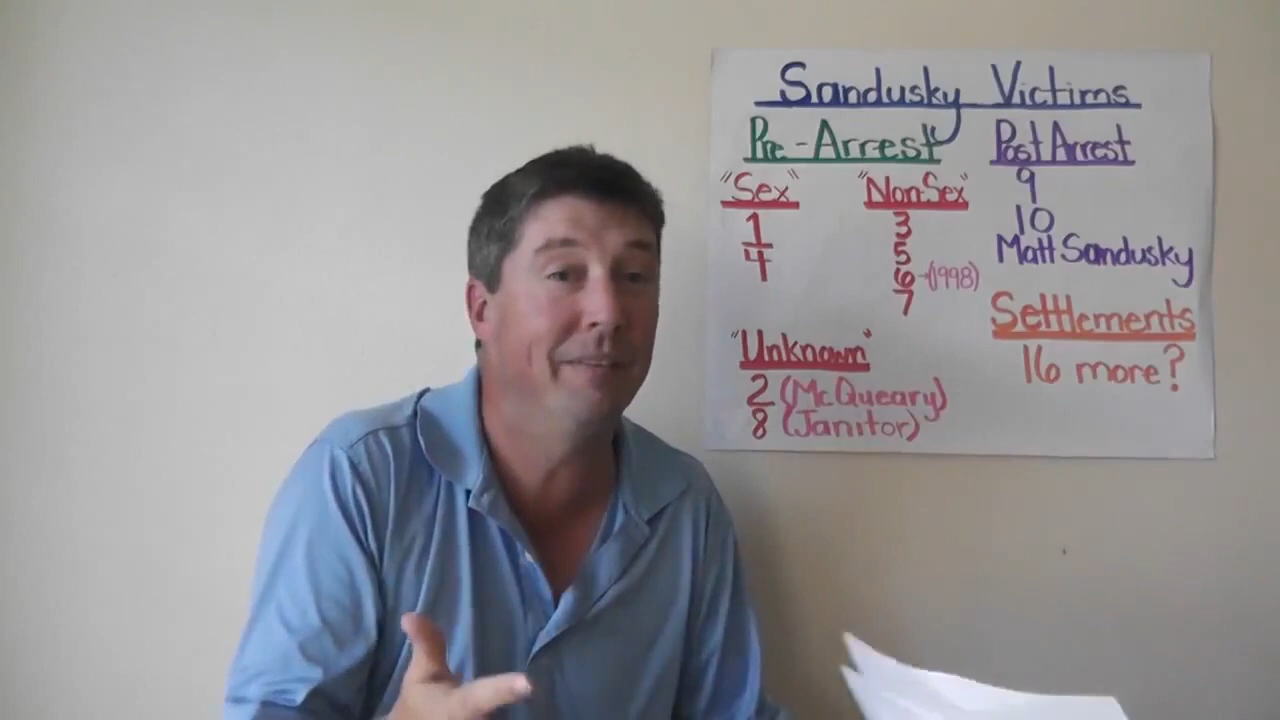 Sandusky Victims
Pre-Arrest
"Sex"
1
4
"Non-Sex"
3
5
6-(1998)
7
"Unknown"
2 (McQueary)
8 (Janitor)
Post Arrest
9
10
Matt Sandusky
Settlements
16 more?